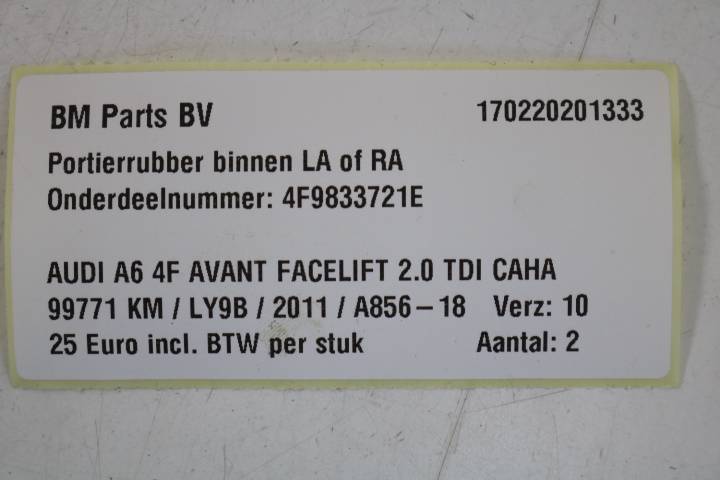 BM Parts BV 170220201333
Portierrubber binnen LA of RA
Onderdeelnummer: 4F9833721E
AUDI A6 4F AVANT FACELIFT 2.0 TDI CAHA
99771 KM / LY9B / 2011 / A856-18 Verz: 10
25 Euro incl. BTW per stuk Aantal: 2